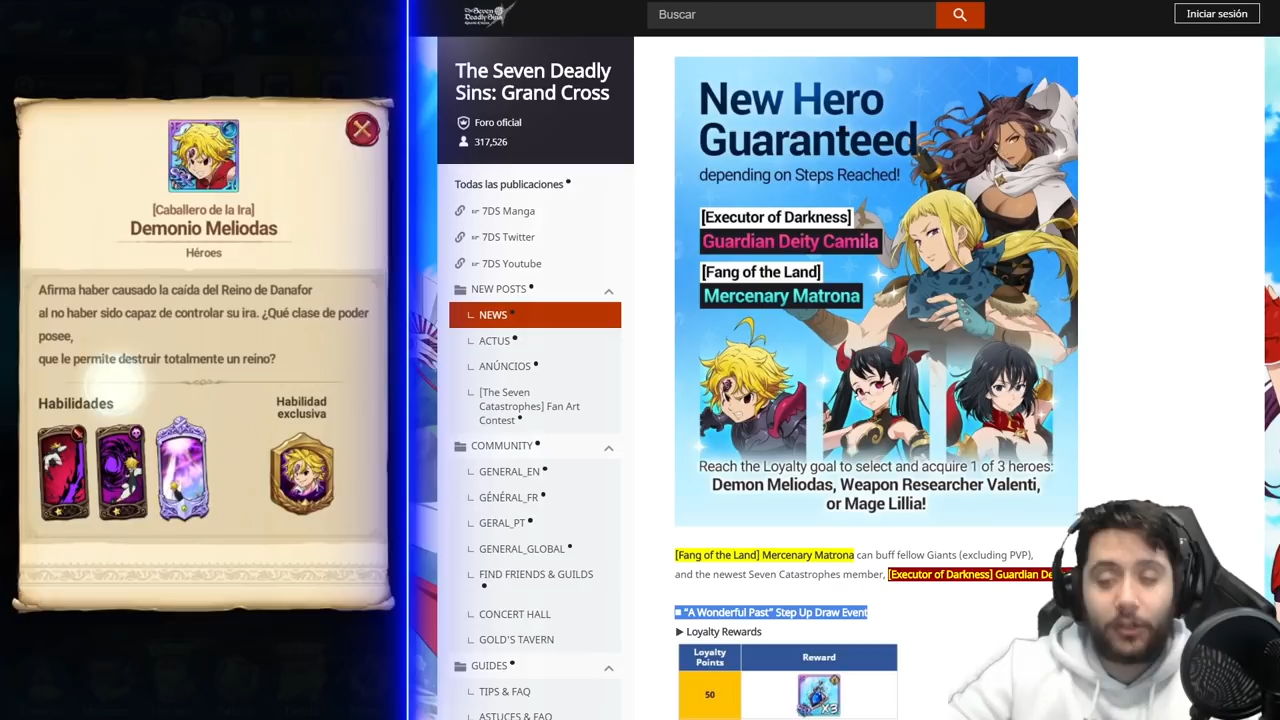 [Caballero de la Ira]
Demonio Meliodas
Héroes
Afirma haber causado la caída del Reino de Danafor
al no haber sido capaz de controlar su ira. ¿Qué clase de poder
posee,
que le permite destruir totalmente un reino?
Habilidades
Habilidad
exclusiva
The Seven
Deadly Sins
GRAND CROSS
Buscar
Iniciar sesión
The Seven Deadly
Sins: Grand Cross
Foro oficial
317,526
Todas las publicaciones
7DS Manga
7DS Twitter
7DS Youtube
NEW POSTS
NEWS
ACTUS
ANÚNCIOS
[The Seven
Catastrophes] Fan Art
Contest
COMMUNITY
GENERAL_EN
GÉNÉRAL_FR
GERAL_PT
GENERAL_GLOBAL
FIND FRIENDS & GUILDS
CONCERT HALL
GOLD'S TAVERN
GUIDES
TIPS & FAQ
ASTUCES & FAQ
New Hero
Guaranteed
depending on Steps Reached!
[Executor of Darkness]
Guardian Deity Camila
[Fang of the Land]
Mercenary Matrona
Reach the Loyalty goal to select and acquire 1 of 3 heroes:
Demon Meliodas, Weapon Researcher Valenti,
or Mage Lillia!
[Fang of the Land] Mercenary Matrona can buff fellow Giants (excluding PVP),
and the newest Seven Catastrophes member, [Executor of Darkness] Guardian De
■ "A Wonderful Past" Step Up Draw Event
▶ Loyalty Rewards
Loyalty
Points
Reward
50
X3